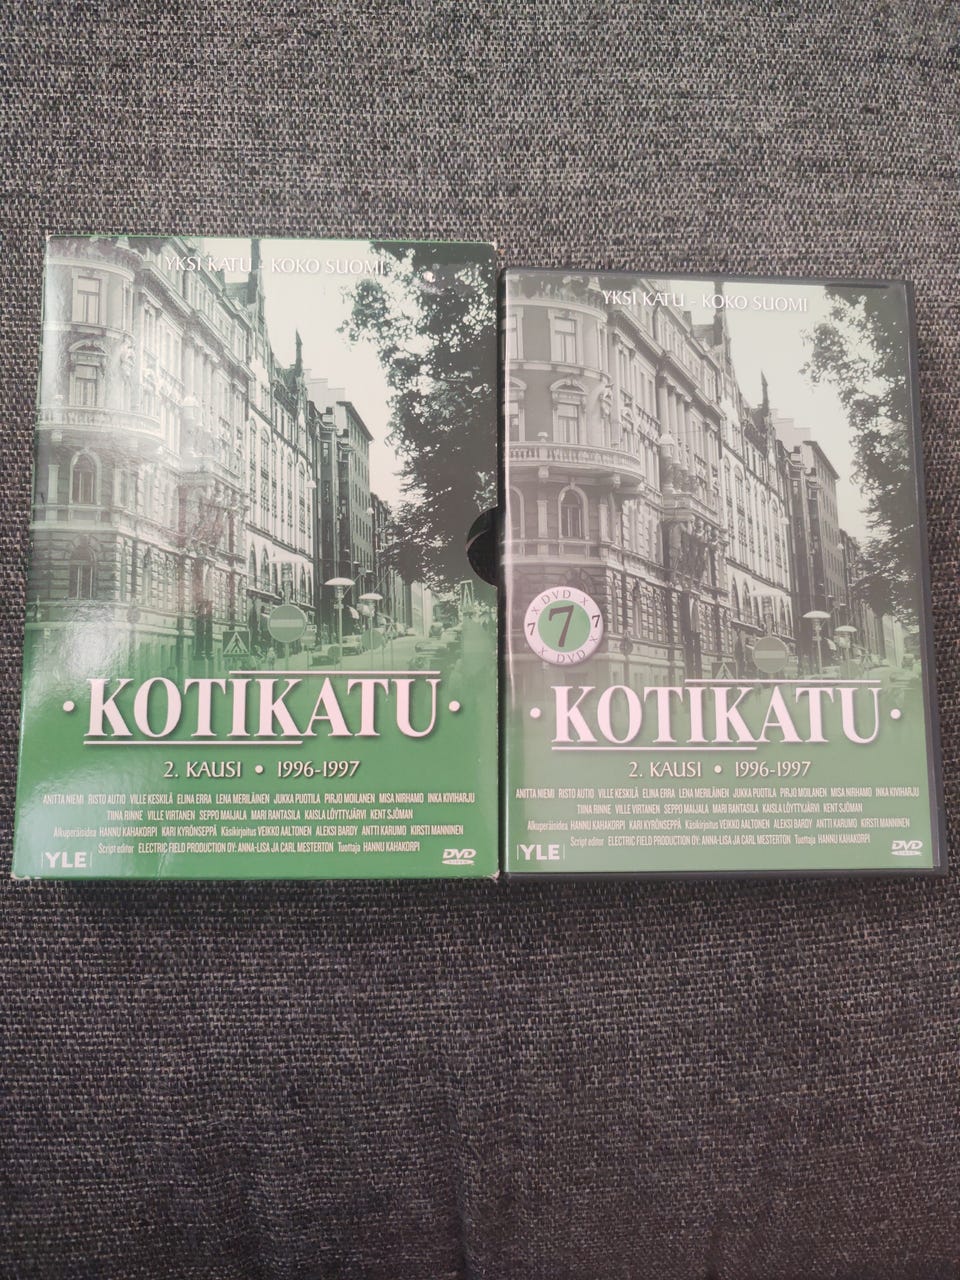 YKSI KATU - KOKO SUOMI
· KOTIKATU ·
2. KAUSI • 1996-1997
ANITTA NIEMI RISTO AUTIO VILLE KESKILÄ ELINA ERRA LENA MERILÄINEN JUKKA PUOTILA PIRJO MOILANEN MISA NIRHAMO INKA KIVIHARJU
TIINA RINNE VILLE VIRTANEN SEPPO MAIJALA MARI RANTASILA KAISLA LÖYTTYJÄRVI KENT SJÖMAN
Alkuperäisidea HANNU KAHAKORPI KARI KYRÖNSEPPÄ Käsikirjoitus VEIKKO AALTONEN ALEKSI BARDY ANTTI KARUMO KIRSTI MANNINEN
Script editor ELECTRIC FIELD PRODUCTION OY: ANNA-LISA JA CARL MESTERTON Tuottaja HANNU KAHAKORPI
YLE
DVD
VIDEO
YKSI KATU - KOKO SUOMI
7 X DVD X 7 X DVD X
7
· KOTIKATU ·
2. KAUSI • 1996-1997
ANITTA NIEMI RISTO AUTIO VILLE KESKILÄ ELINA ERRA LENA MERILÄINEN JUKKA PUOTILA PIRJO MOILANEN MISA NIRHAMO INKA KIVIHARJU
TIINA RINNE VILLE VIRTANEN SEPPO MAIJALA MARI RANTASILA KAISLA LÖYTTYJÄRVI KENT SJÖMAN
Alkuperäisidea HANNU KAHAKORPI KARI KYRÖNSEPPÄ Käsikirjoitus VEIKKO AALTONEN ALEKSI BARDY ANTTI KARUMO KIRSTI MANNINEN
Script editor ELECTRIC FIELD PRODUCTION OY: ANNA-LISA JA CARL MESTERTON Tuottaja HANNU KAHAKORPI
YLE
DVD
VIDEO